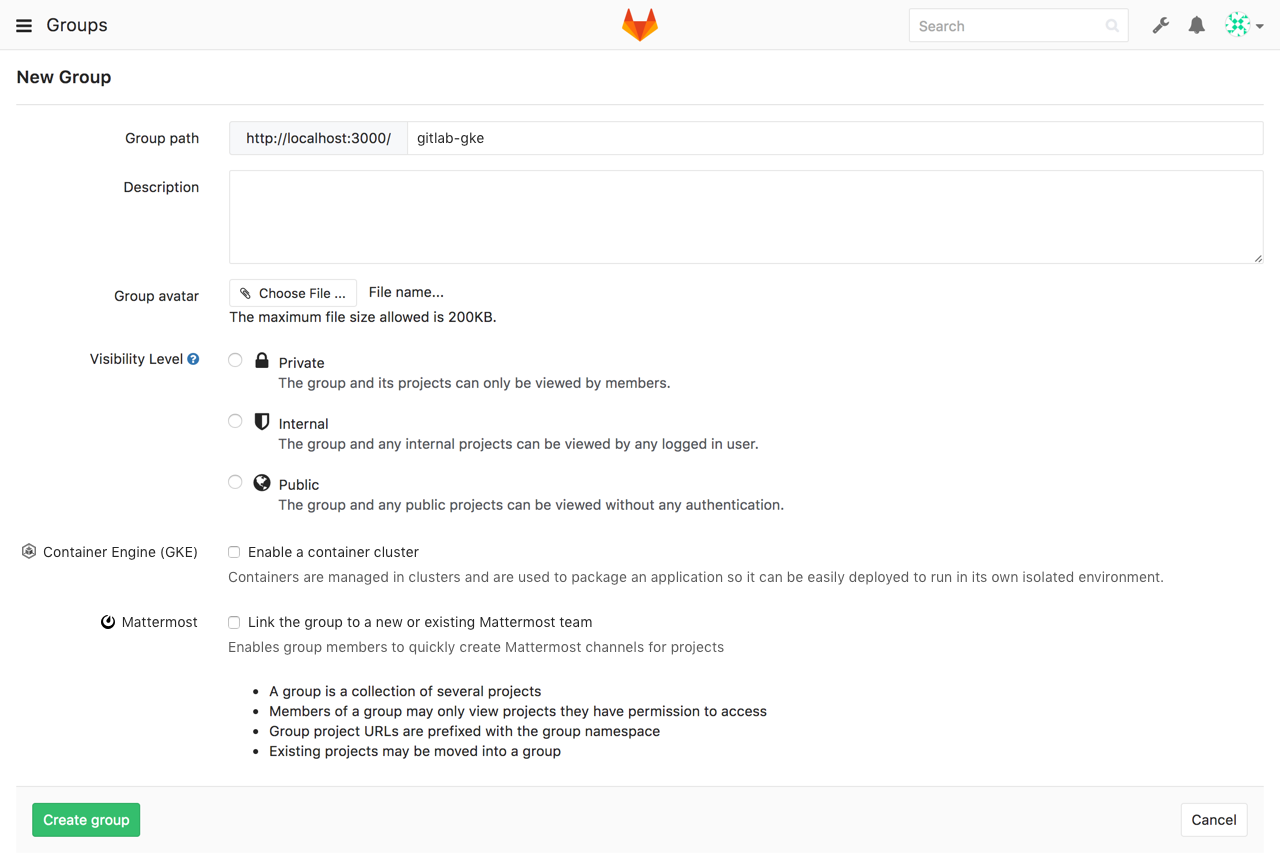 Groups
Search
New Group
Group path
http://localhost:3000/
gitlab-gke
Description
Group avatar
Choose File ...
File name...
The maximum file size allowed is 200KB.
Visibility Level
Private
The group and its projects can only be viewed by members.
Internal
The group and any internal projects can be viewed by any logged in user.
Public
The group and any public projects can be viewed without any authentication.
Container Engine (GKE)
Enable a container cluster
Containers are managed in clusters and are used to package an application so it can be easily deployed to run in its own isolated environment.
Mattermost
Link the group to a new or existing Mattermost team
Enables group members to quickly create Mattermost channels for projects
• A group is a collection of several projects
• Members of a group may only view projects they have permission to access
• Group project URLs are prefixed with the group namespace
• Existing projects may be moved into a group
Create group
Cancel